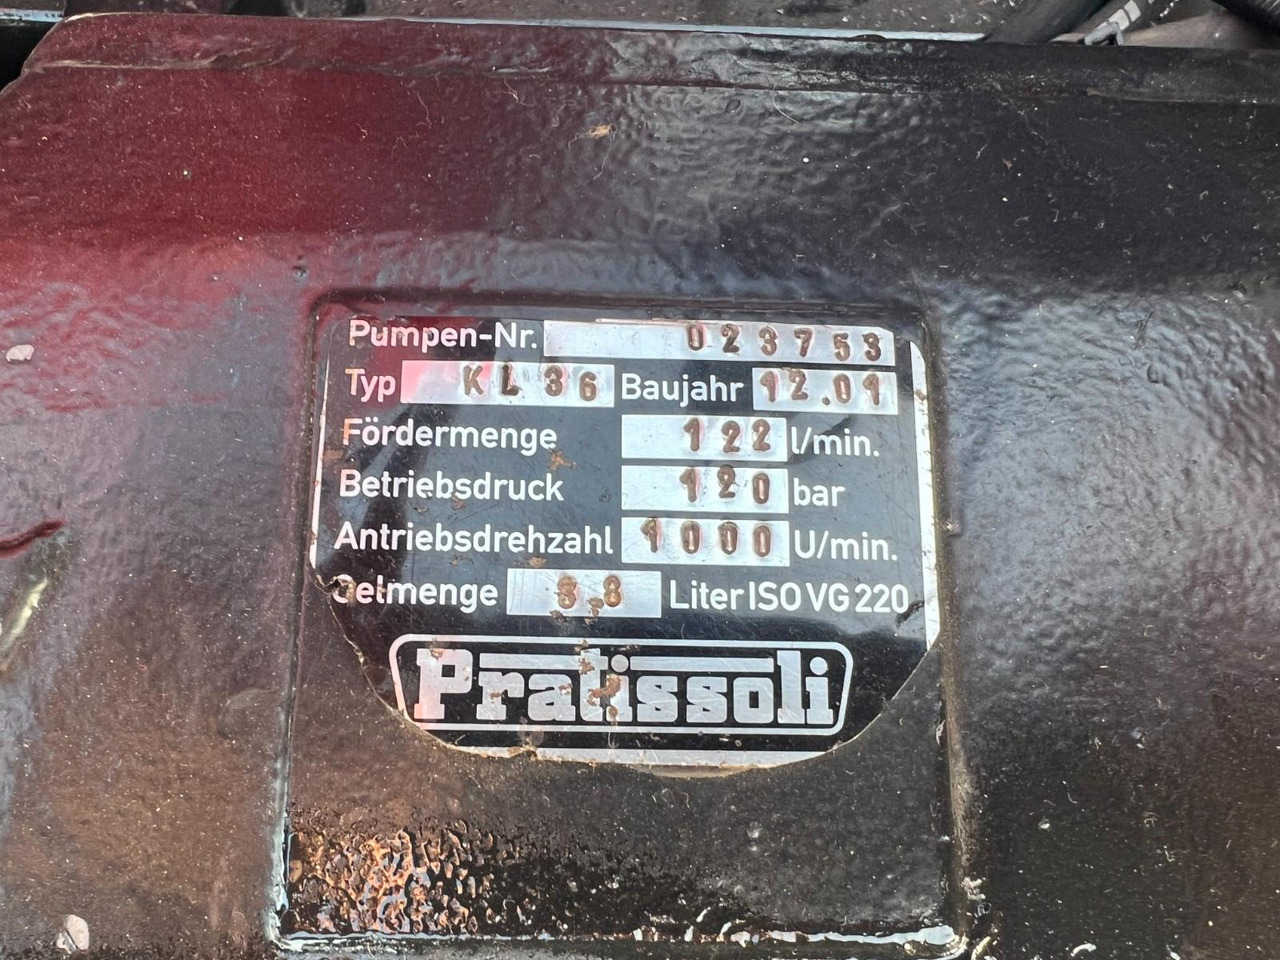 Pumpen-Nr. 023753
Typ KL 36 Baujahr 12.01
Fördermenge 122 l/min.
Betriebsdruck 120 bar
Antriebsdrehzahl 1000 U/min.
Oelmenge 8.8 Liter ISO VG 220
Pratissoli